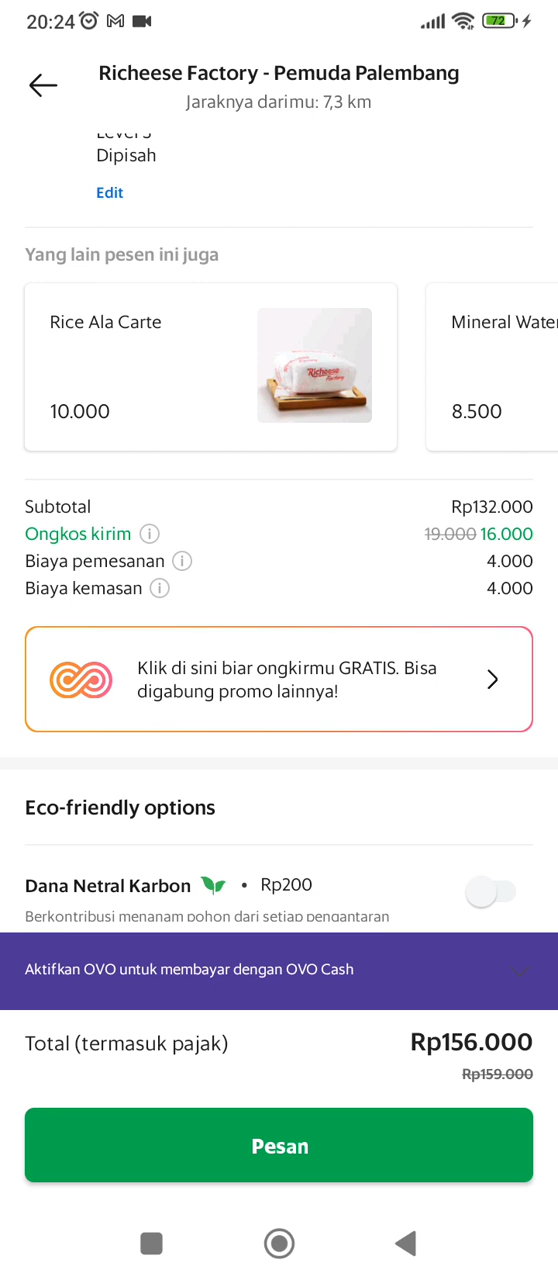 20:24
72
Richeese Factory - Pemuda Palembang
Jaraknya darimu: 7,3 km
Dipisah
Edit
Yang lain pesen ini juga
Rice Ala Carte
Richeese
Factory
10.000
Mineral Water
8.500
Subtotal Rp132.000
Ongkos kirim 19.000 16.000
Biaya pemesanan 4.000
Biaya kemasan 4.000
Klik di sini biar ongkirmu GRATIS. Bisa
digabung promo lainnya!
Eco-friendly options
Dana Netral Karbon • Rp200
Berkontribusi menanam pohon dari setiap pengantaran
Aktifkan OVO untuk membayar dengan OVO Cash
Total (termasuk pajak) Rp156.000
Rp159.000
Pesan